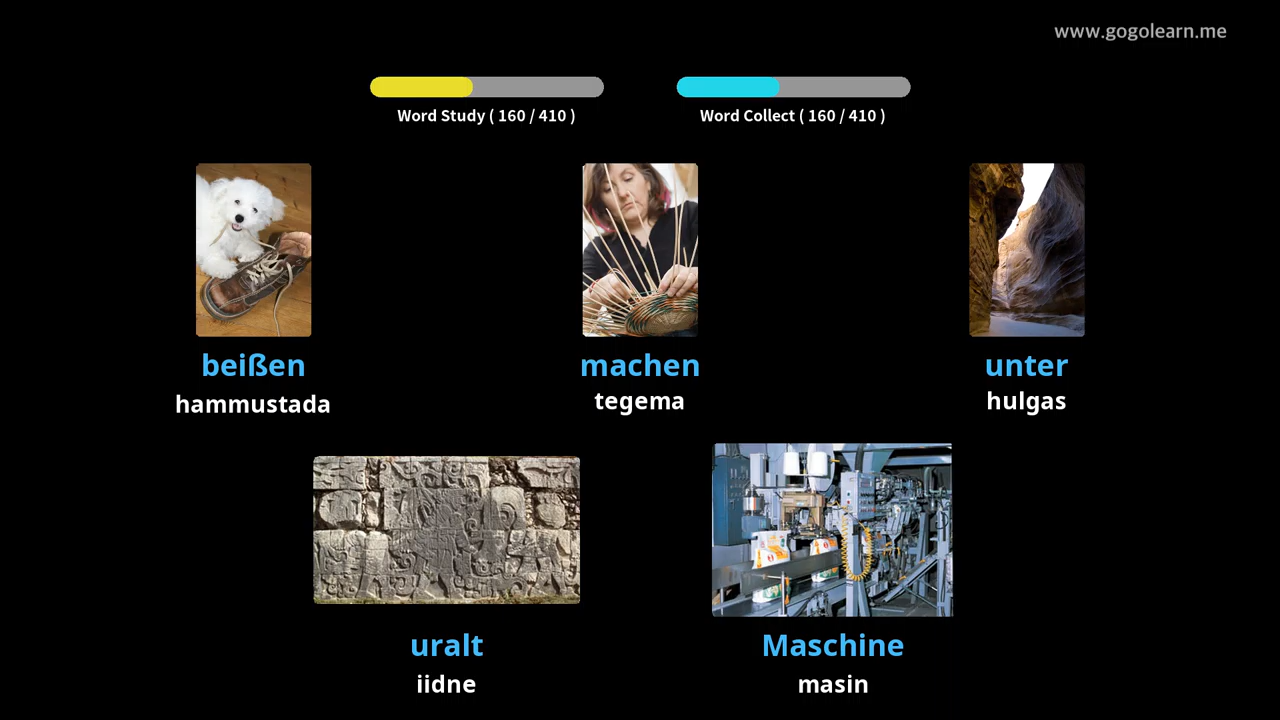 www.gogolearn.me
Word Study ( 160 / 410 )
Word Collect ( 160 / 410 )
beißen
hammustada
machen
tegema
unter
hulgas
uralt
iidne
Maschine
masin